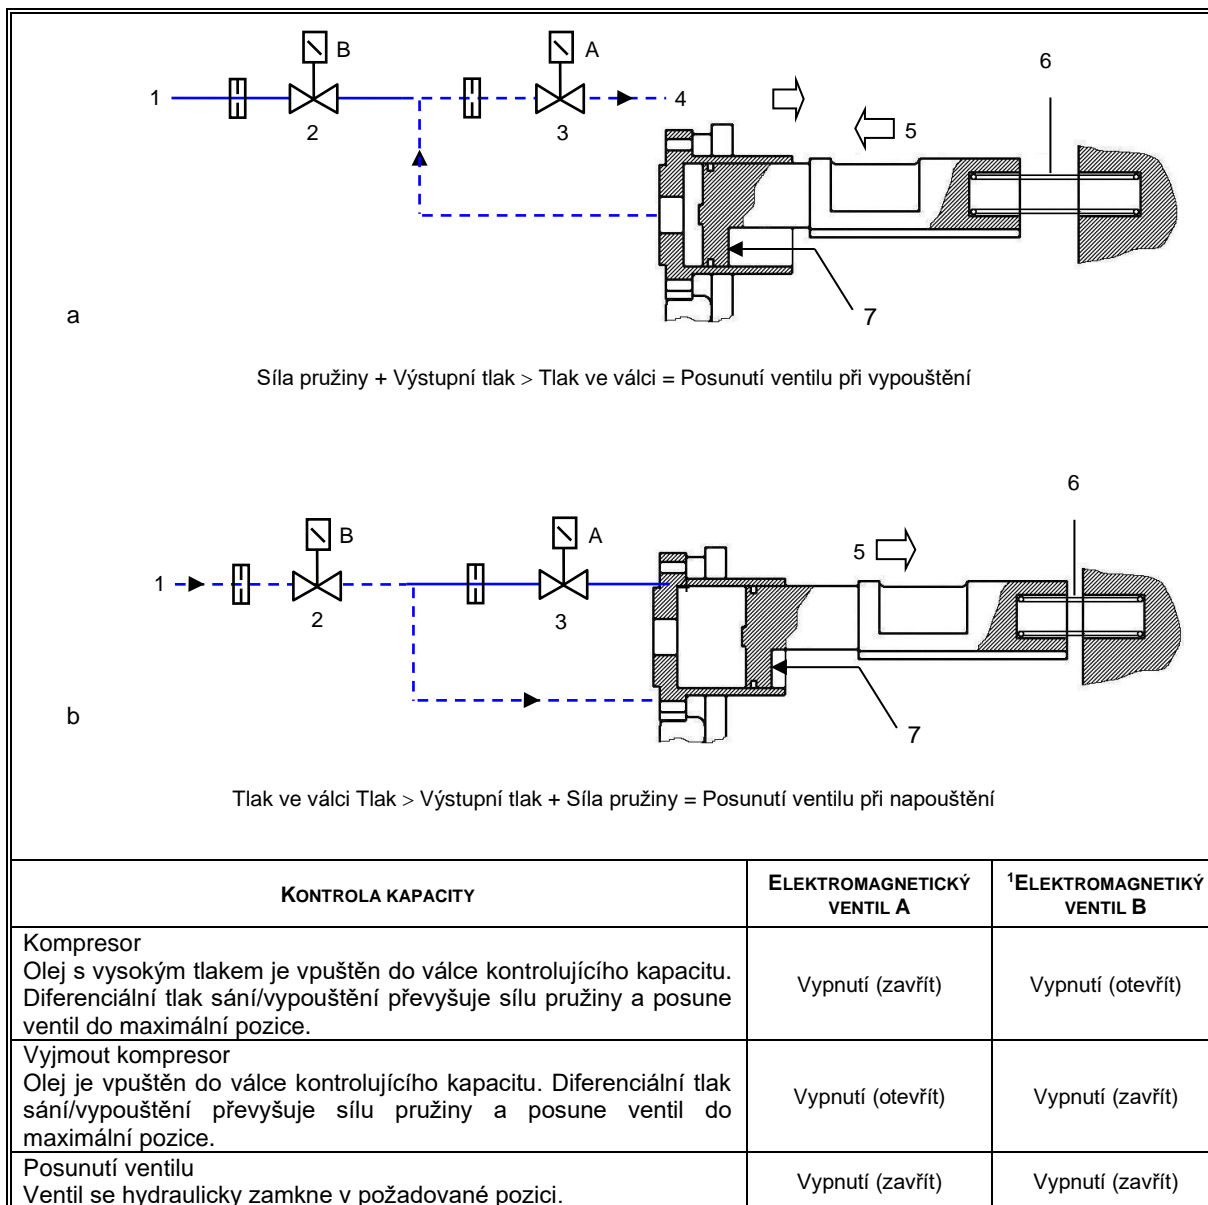 B
A
6
1
4
2
3
5
7
a
Síla pružiny + Výstupní tlak > Tlak ve válci = Posunutí ventilu při vypouštění
6
B
A
5
1
2
3
7
b
Tlak ve válci Tlak > Výstupní tlak + Síla pružiny = Posunutí ventilu při napouštění
KONTROLA KAPACITY
ELEKTROMAGNETICKÝ
VENTIL A
¹ELEKTROMAGNETIKÝ
VENTIL B
Kompresor
Olej s vysokým tlakem je vpuštěn do válce kontrolujícího kapacitu.
Diferenciální tlak sání/vypouštění převyšuje sílu pružiny a posune
ventil do maximální pozice.
Vypnutí (zavřít)
Vypnutí (otevřít)
Vyjmout kompresor
Olej je vpuštěn do válce kontrolujícího kapacitu. Diferenciální tlak
sání/vypouštění převyšuje sílu pružiny a posune ventil do
maximální pozice.
Vypnutí (otevřít)
Vypnutí (zavřít)
Posunutí ventilu
Ventil se hydraulicky zamkne v požadované pozici.
Vypnutí (zavřít)
Vypnutí (zavřít)